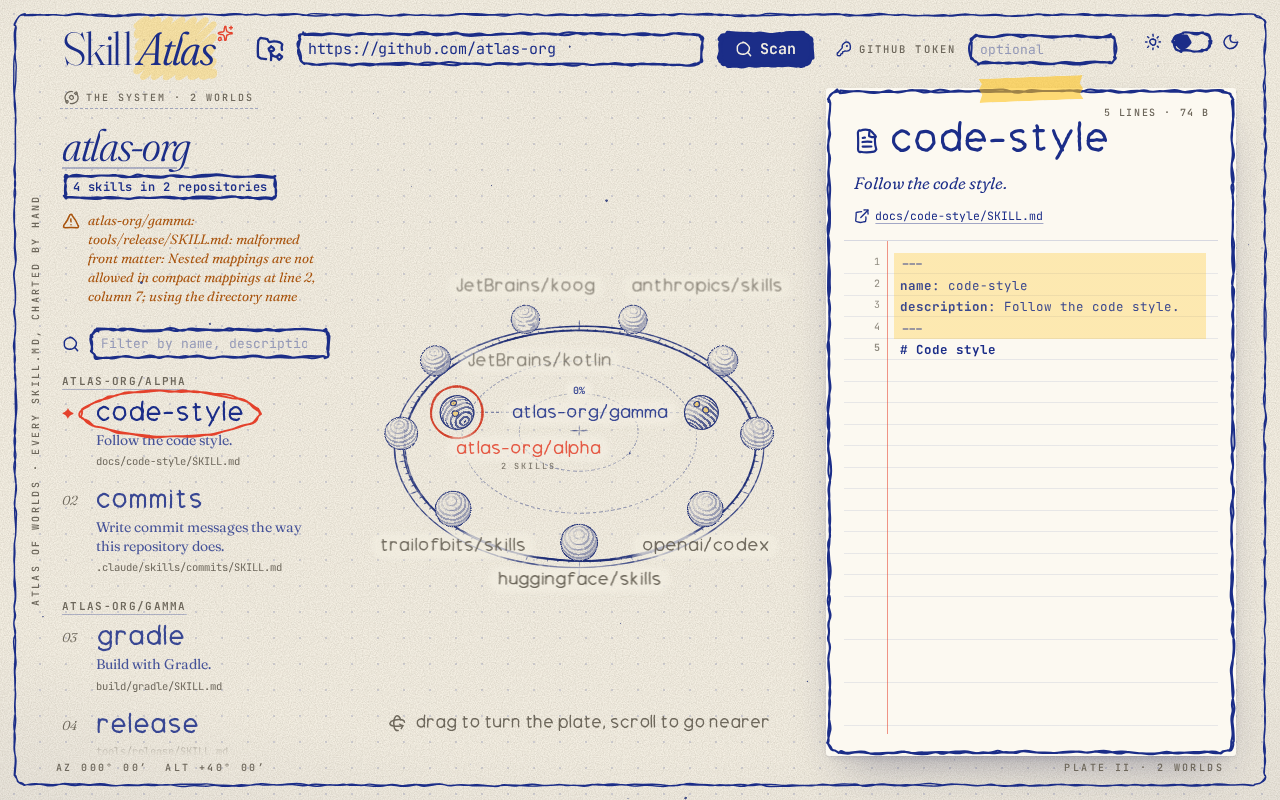 Skill Atlas
https://github.com/atlas-org
Scan
GITHUB TOKEN
optional
THE SYSTEM · 2 WORLDS
atlas-org
4 skills in 2 repositories
atlas-org/gamma:
tools/release/SKILL.md: malformed
front matter: Nested mappings are not
allowed in compact mappings at line 2,
column 7; using the directory name
Filter by name, descriptio
ATLAS-ORG/ALPHA
code-style
Follow the code style.
docs/code-style/SKILL.md
02 commits
Write commit messages the way
this repository does.
.claude/skills/commits/SKILL.md
ATLAS-ORG/GAMMA
03 gradle
Build with Gradle.
build/gradle/SKILL.md
04 release
tools/release/SKILL.md
ATLAS OF WORLDS · EVERY SKILL.MD, CHARTED BY HAND
AZ 000° 00′ ALT +40° 00′
JetBrains/koog
anthropics/skills
JetBrains/kotlin
0%
atlas-org/gamma
atlas-org/alpha
2 SKILLS
trailofbits/skills
openai/codex
huggingface/skills
drag to turn the plate, scroll to go nearer
5 LINES · 74 B
code-style
Follow the code style.
docs/code-style/SKILL.md
1 ---
2 name: code-style
3 description: Follow the code style.
4 ---
5 # Code style
PLATE II · 2 WORLDS